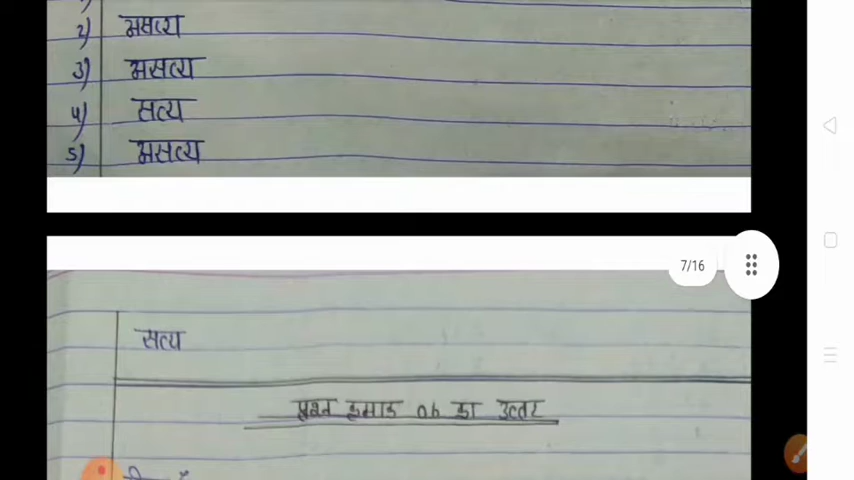 2) असत्य
3) असत्य
4) सत्य
5) असत्य
7/16
सत्य
प्रश्न क्रमांक 06 का उत्तर